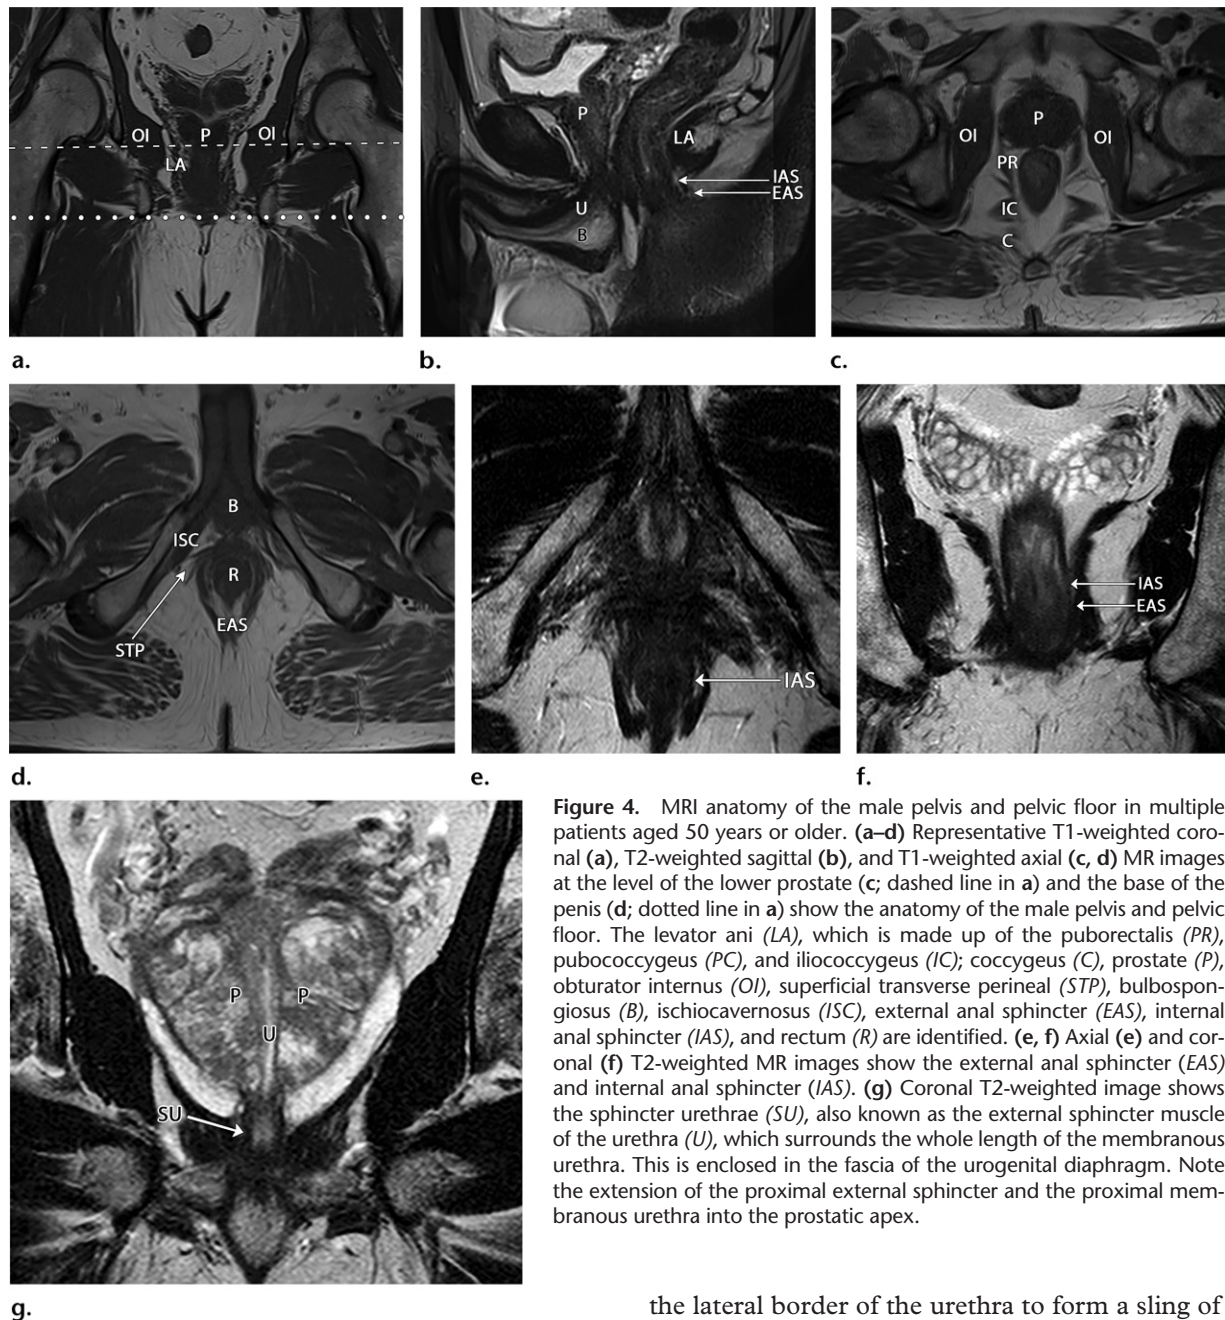 OI
P
OI
LA
a.
P
LA
IAS
EAS
U
B
b.
OI
P
OI
PR
IC
C
c.
B
ISC
R
EAS
STP
d.
IAS
e.
IAS
EAS
f.
P
P
U
SU
g.
Figure 4. MRI anatomy of the male pelvis and pelvic floor in multiple
patients aged 50 years or older. (a–d) Representative T1-weighted coro-
nal (a), T2-weighted sagittal (b), and T1-weighted axial (c, d) MR images
at the level of the lower prostate (c; dashed line in a) and the base of the
penis (d; dotted line in a) show the anatomy of the male pelvis and pelvic
floor. The levator ani (LA), which is made up of the puborectalis (PR),
pubococcygeus (PC), and iliococcygeus (IC); coccygeus (C), prostate (P),
obturator internus (OI), superficial transverse perineal (STP), bulbospon-
giosus (B), ischiocavernosus (ISC), external anal sphincter (EAS), internal
anal sphincter (IAS), and rectum (R) are identified. (e, f) Axial (e) and cor-
onal (f) T2-weighted MR images show the external anal sphincter (EAS)
and internal anal sphincter (IAS). (g) Coronal T2-weighted image shows
the sphincter urethrae (SU), also known as the external sphincter muscle
of the urethra (U), which surrounds the whole length of the membranous
urethra. This is enclosed in the fascia of the urogenital diaphragm. Note
the extension of the proximal external sphincter and the proximal mem-
branous urethra into the prostatic apex.
the lateral border of the urethra to form a sling of